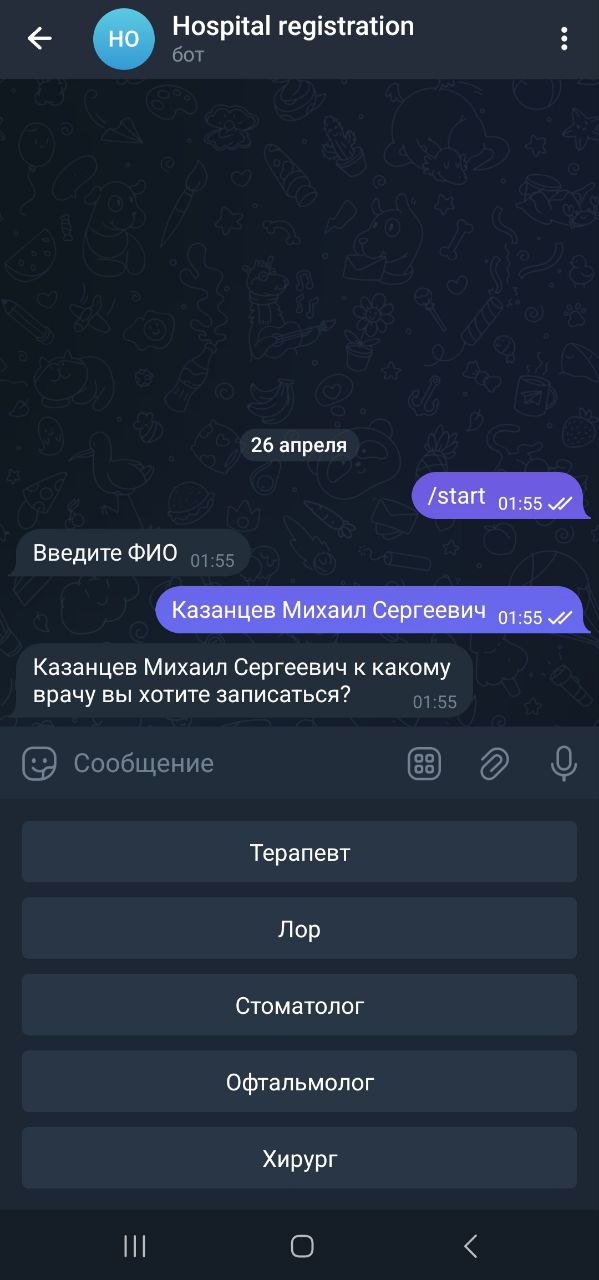 НО
Hospital registration
бот
26 апреля
/start 01:55
Введите ФИО 01:55
Казанцев Михаил Сергеевич 01:55
Казанцев Михаил Сергеевич к какому
врачу вы хотите записаться? 01:55
Сообщение
Терапевт
Лор
Стоматолог
Офтальмолог
Хирург